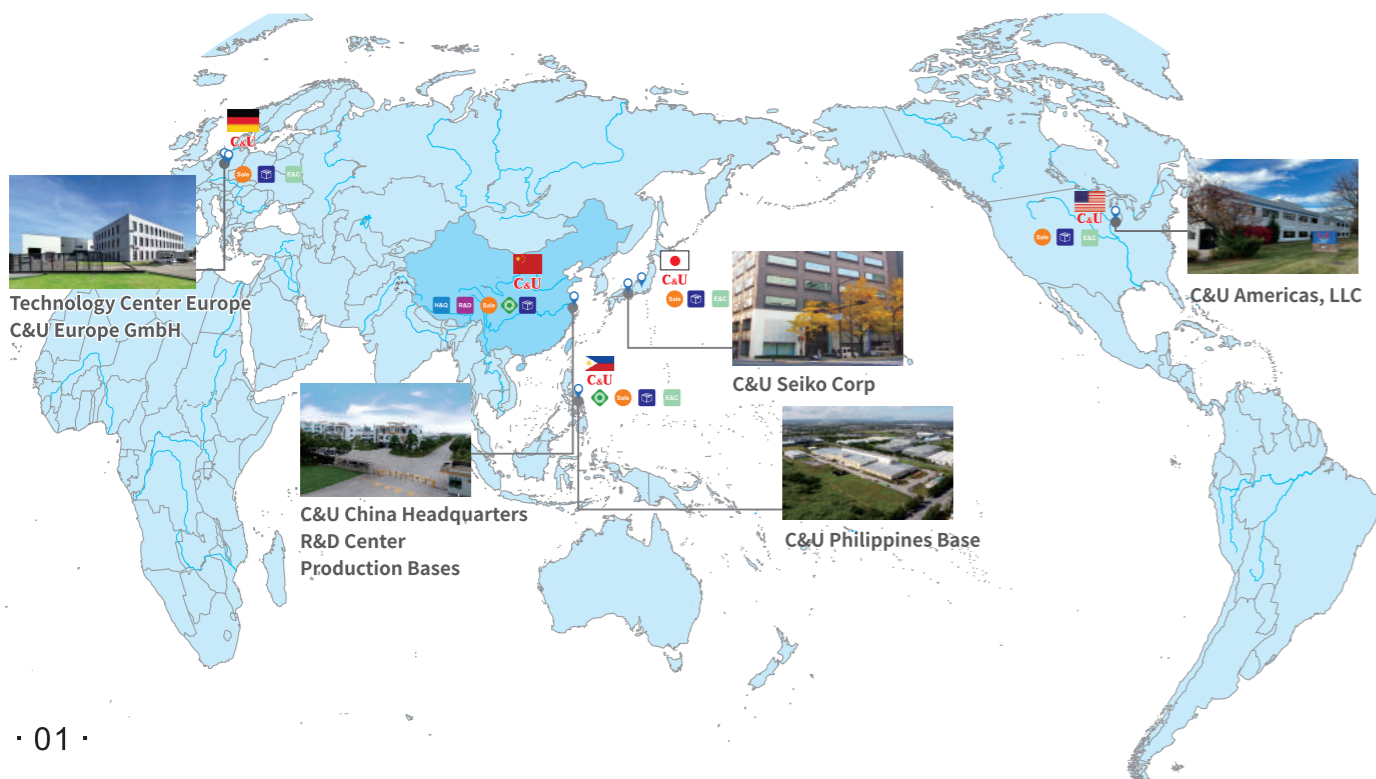 C&U
Sale
E&C
Technology Center Europe
C&U Europe GmbH
C&U
H&Q
R&D
Sale
C&U
Sale
E&C
C&U Seiko Corp
C&U
Sale
E&C
C&U China Headquarters
R&D Center
Production Bases
C&U Philippines Base
C&U
Sale
E&C
C&U Americas, LLC
· 01 ·